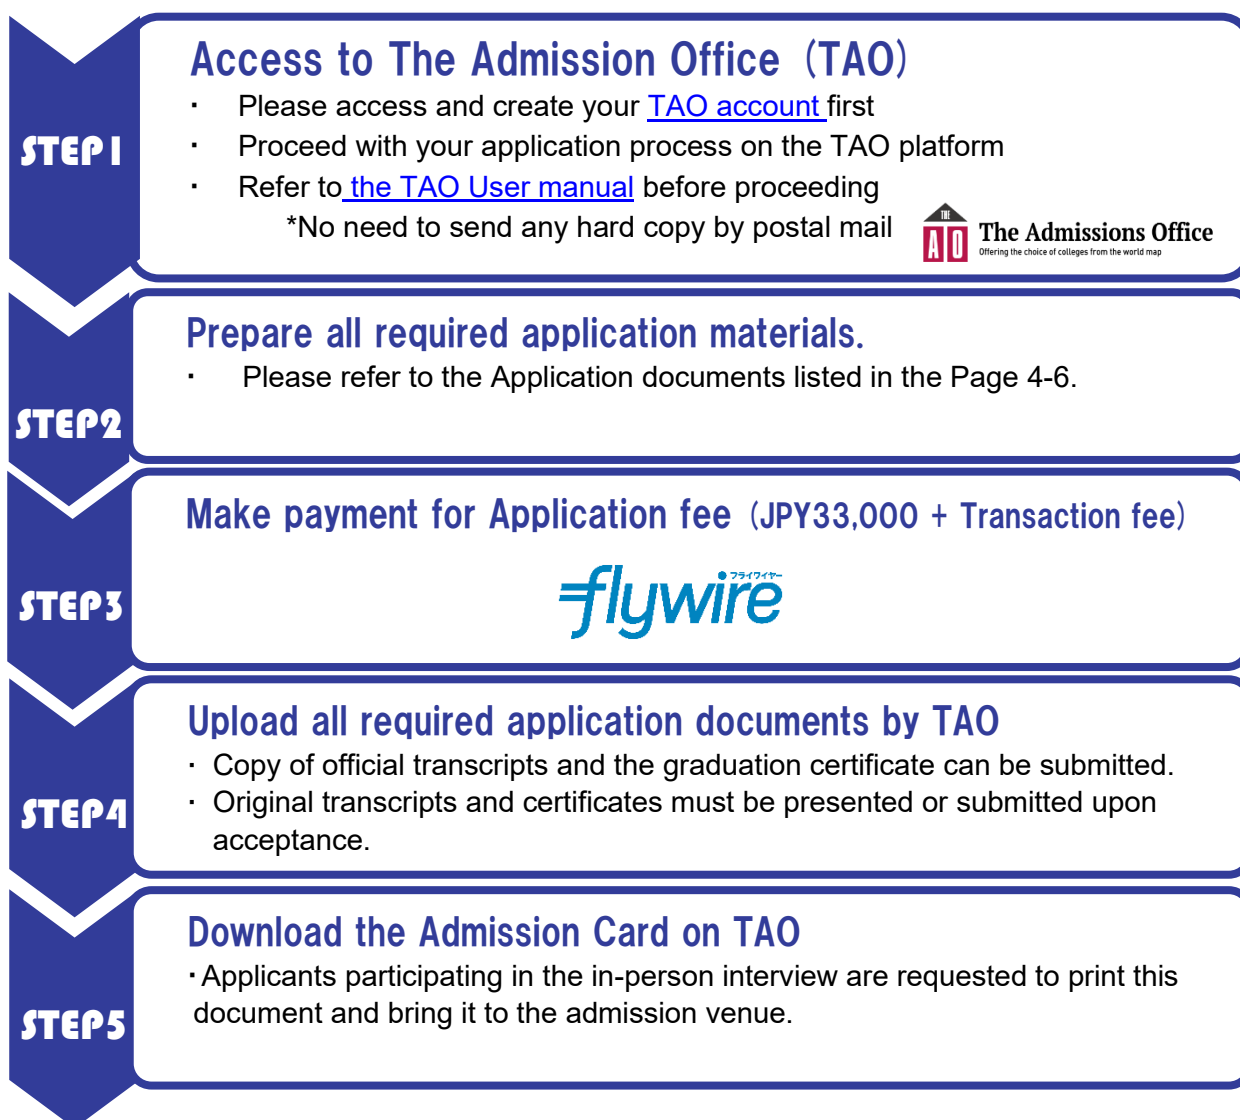 STEP1
Access to The Admission Office (TAO)
· Please access and create your TAO account first
· Proceed with your application process on the TAO platform
· Refer to the TAO User manual before proceeding
*No need to send any hard copy by postal mail
THE
AO
The Admissions Office
Offering the choice of colleges from the world map
STEP2
Prepare all required application materials.
· Please refer to the Application documents listed in the Page 4-6.
STEP3
Make payment for Application fee (JPY33,000 + Transaction fee)
フライワイヤー
flywire
STEP4
Upload all required application documents by TAO
· Copy of official transcripts and the graduation certificate can be submitted.
· Original transcripts and certificates must be presented or submitted upon
acceptance.
STEP5
Download the Admission Card on TAO
· Applicants participating in the in-person interview are requested to print this
document and bring it to the admission venue.